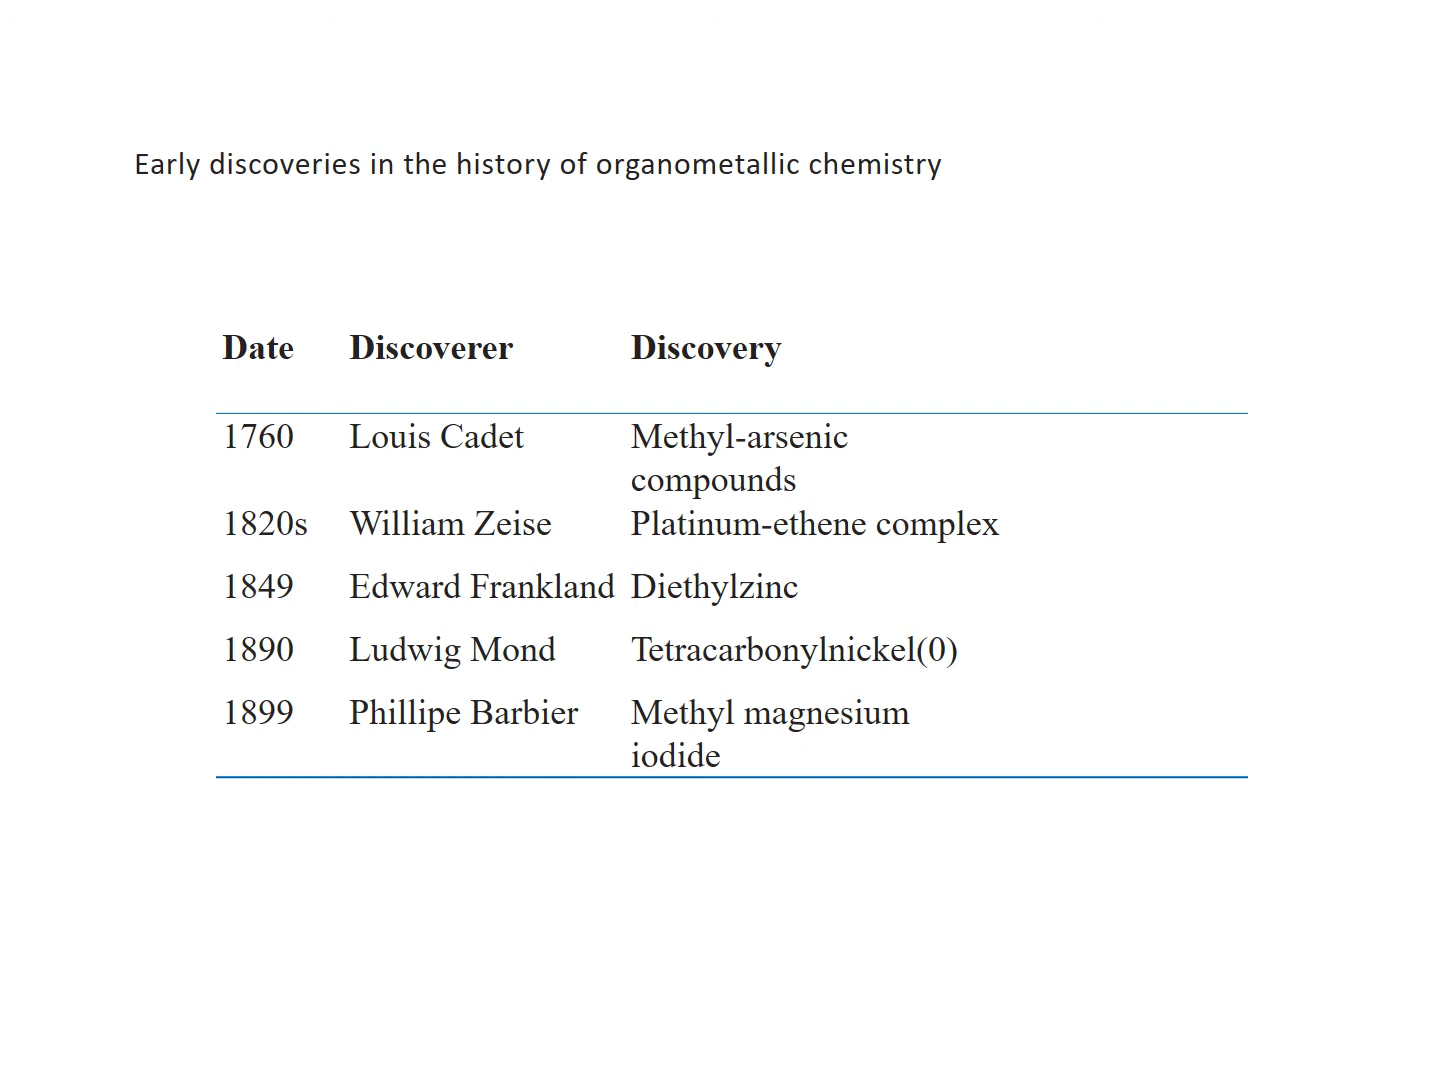 Early discoveries in the history of organometallic chemistry
Date Discoverer Discovery
1760 Louis Cadet Methyl-arsenic
compounds
1820s William Zeise Platinum-ethene complex
1849 Edward Frankland Diethylzinc
1890 Ludwig Mond Tetracarbonylnickel(0)
1899 Phillipe Barbier Methyl magnesium
iodide